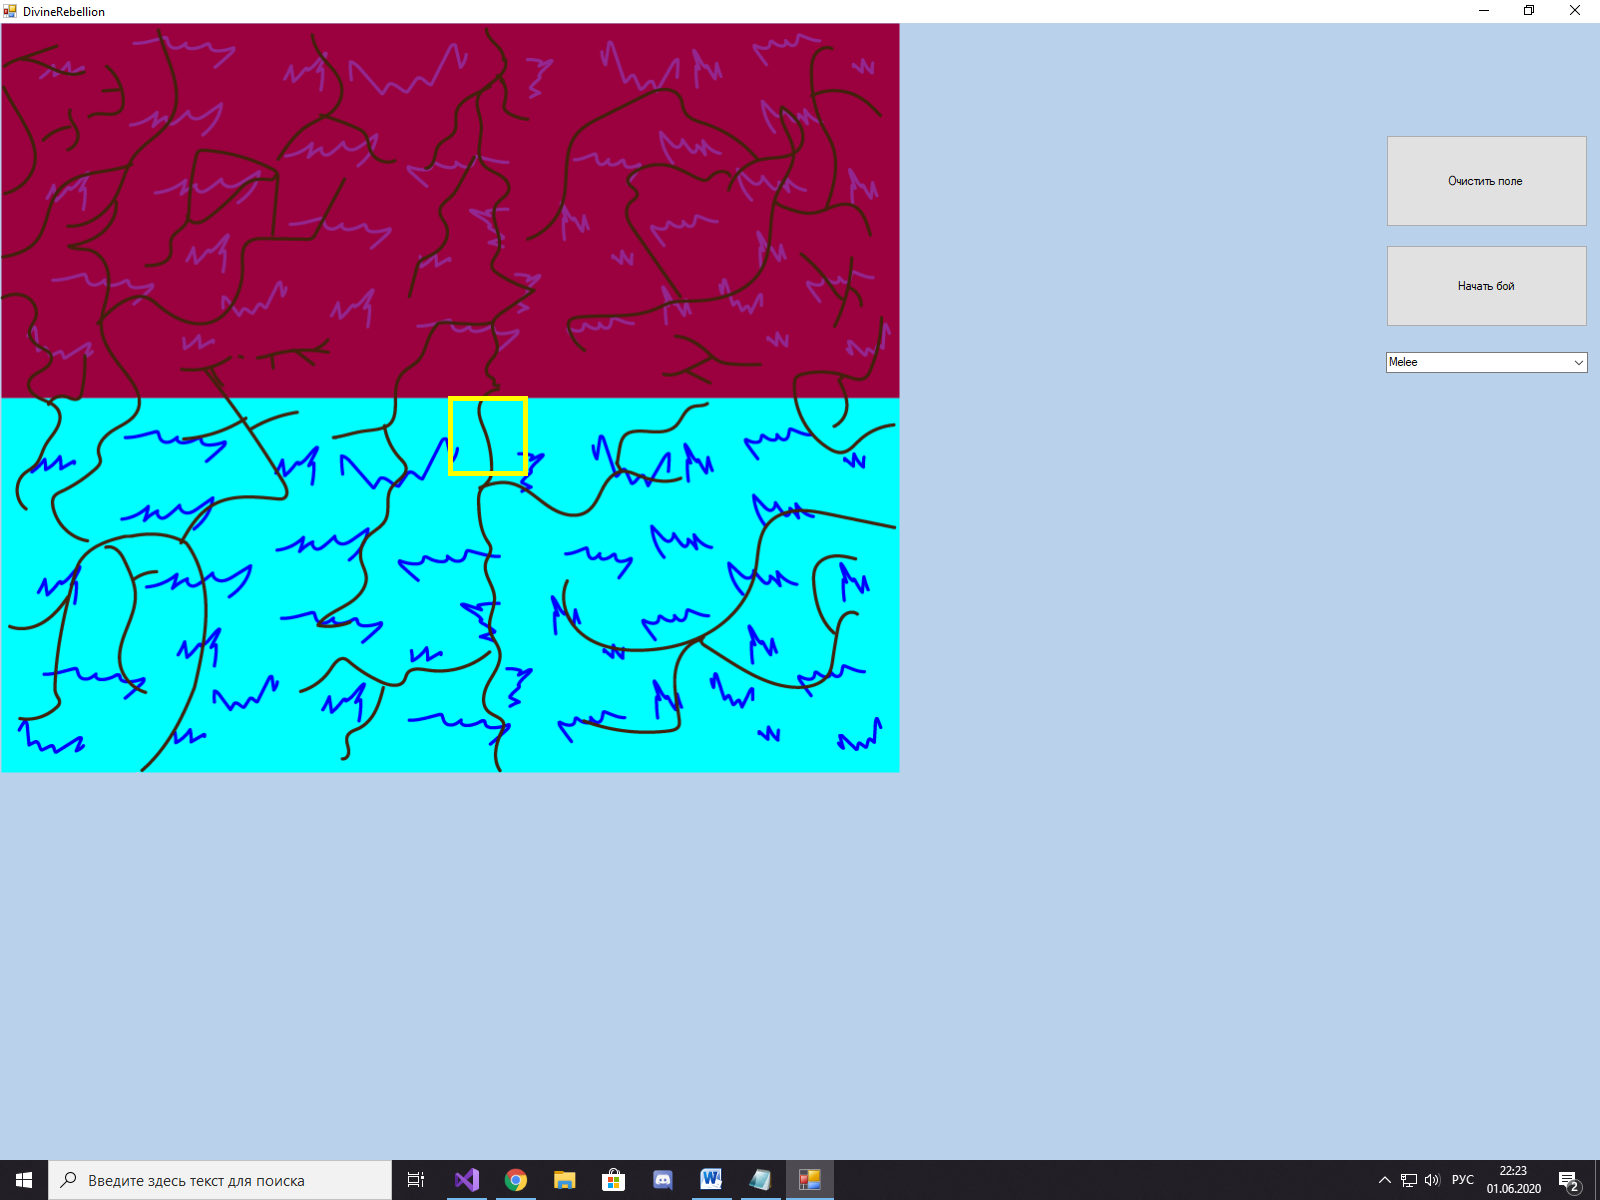 DivineRebellion
Очистить поле
Начать бой
Melee
Введите здесь текст для поиска
РУС
22:23
01.06.2020
2